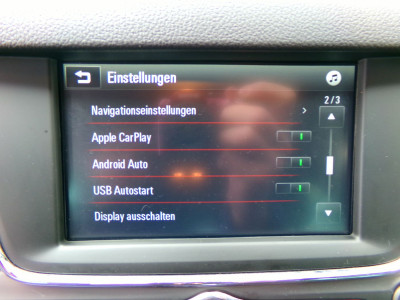 Einstellungen
2/3
Navigationseinstellungen >
Apple CarPlay
Android Auto
USB Autostart
Display ausschalten